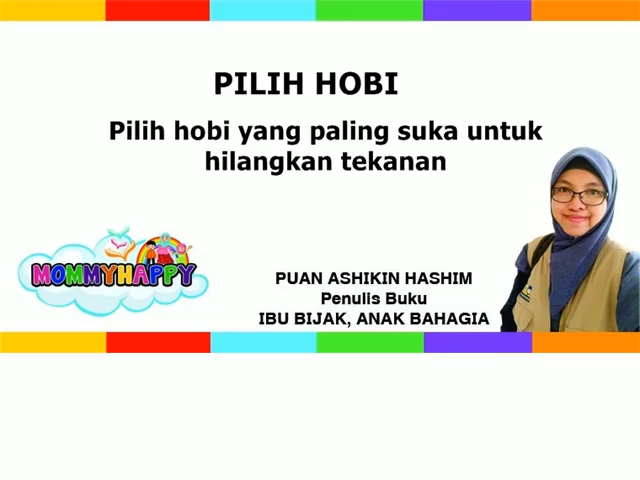 PILIH HOBI
Pilih hobi yang paling suka untuk
hilangkan tekanan
MOMMYHAPPY
PUAN ASHIKIN HASHIM
Penulis Buku
IBU BIJAK, ANAK BAHAGIA